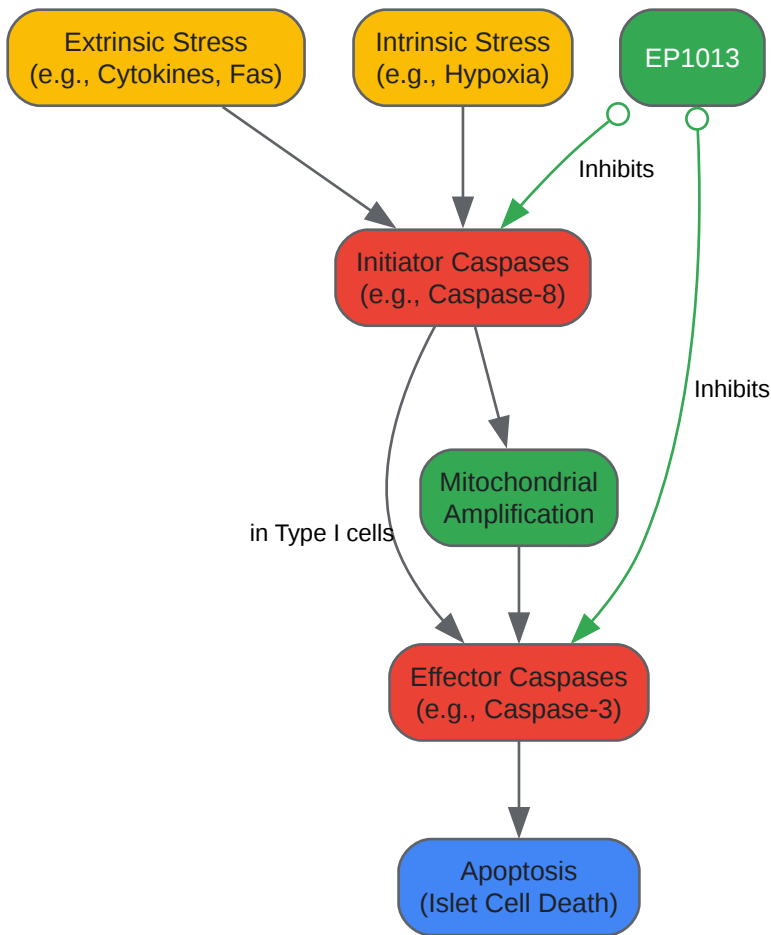 Extrinsic Stress
(e.g., Cytokines, Fas)
Intrinsic Stress
(e.g., Hypoxia)
EP1013
Inhibits
Initiator Caspases
(e.g., Caspase-8)
Inhibits
Mitochondrial
Amplification
in Type I cells
Effector Caspases
(e.g., Caspase-3)
Apoptosis
(Islet Cell Death)